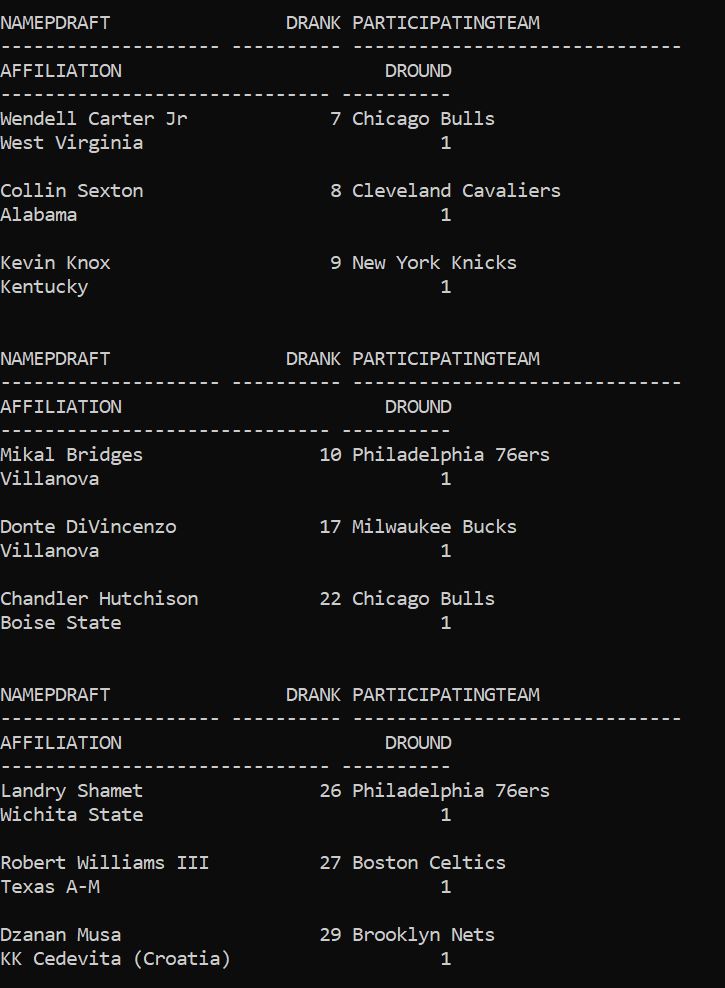 NAMEPDRAFT                DRANK PARTICIPATINGTEAM
-------------------- ---------- ------------------------------
AFFILIATION                        DROUND
------------------------------ ----------
Wendell Carter Jr             7 Chicago Bulls
West Virginia                           1
Collin Sexton                 8 Cleveland Cavaliers
Alabama                                 1
Kevin Knox                    9 New York Knicks
Kentucky                                1
NAMEPDRAFT                DRANK PARTICIPATINGTEAM
-------------------- ---------- ------------------------------
AFFILIATION                        DROUND
------------------------------ ----------
Mikal Bridges                10 Philadelphia 76ers
Villanova                               1
Donte DiVincenzo             17 Milwaukee Bucks
Villanova                               1
Chandler Hutchison           22 Chicago Bulls
Boise State                             1
NAMEPDRAFT                DRANK PARTICIPATINGTEAM
-------------------- ---------- ------------------------------
AFFILIATION                        DROUND
------------------------------ ----------
Landry Shamet                26 Philadelphia 76ers
Wichita State                           1
Robert Williams III          27 Boston Celtics
Texas A-M                               1
Dzanan Musa                  29 Brooklyn Nets
KK Cedevita (Croatia)                   1